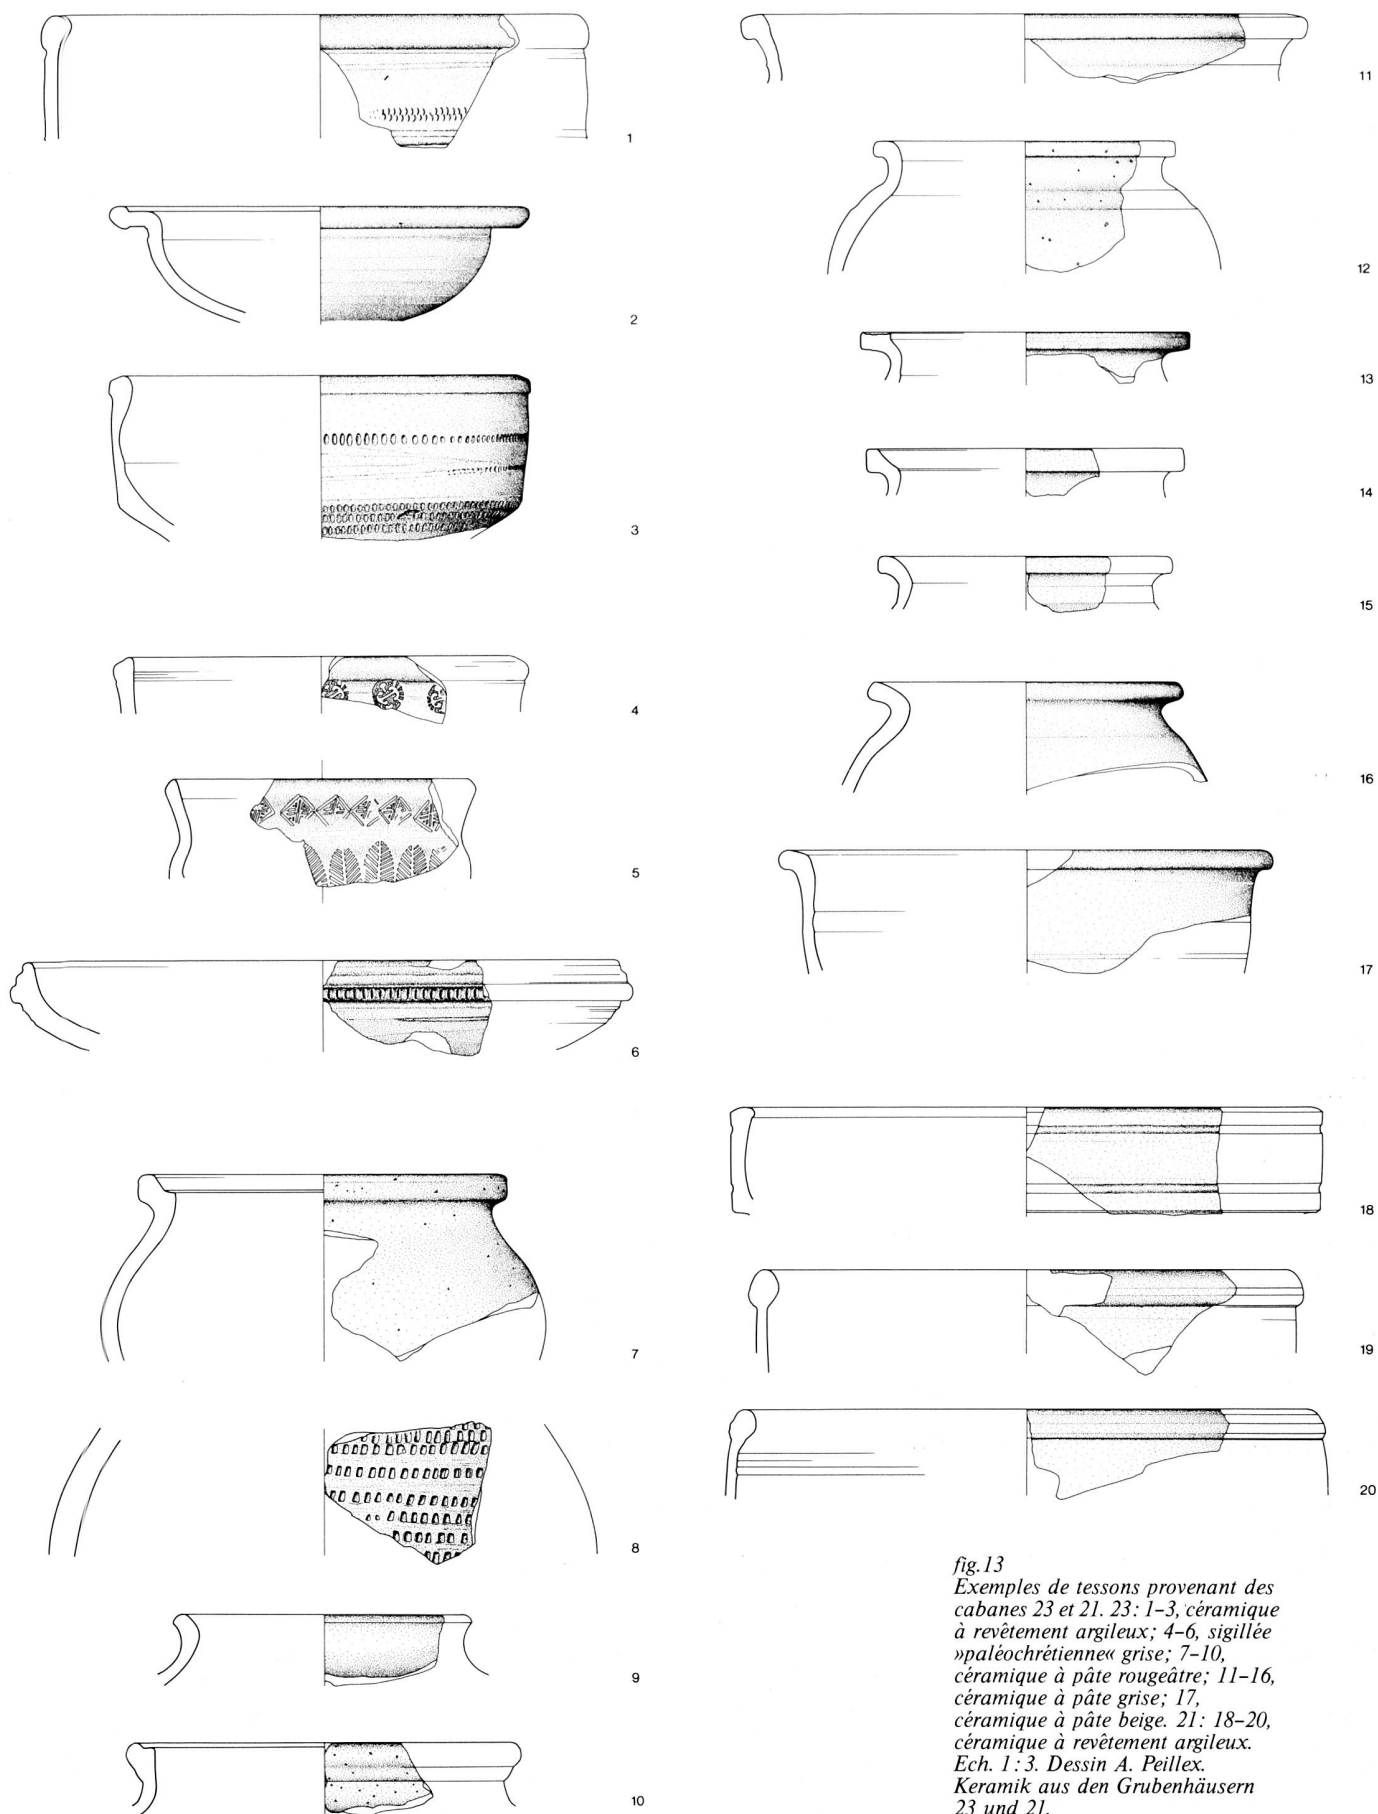 1
2
3
4
5
6
7
8
9
10
11
12
13
14
15
16
17
18
19
20
fig.13
Exemples de tessons provenant des
cabanes 23 et 21. 23: 1–3, céramique
à revêtement argileux; 4–6, sigillée
»paléochrétienne« grise; 7–10,
céramique à pâte rougeâtre; 11–16,
céramique à pâte grise; 17,
céramique à pâte beige. 21: 18–20,
céramique à revêtement argileux.
Ech. 1:3. Dessin A. Peillex.
Keramik aus den Grubenhäusern
23 und 21.